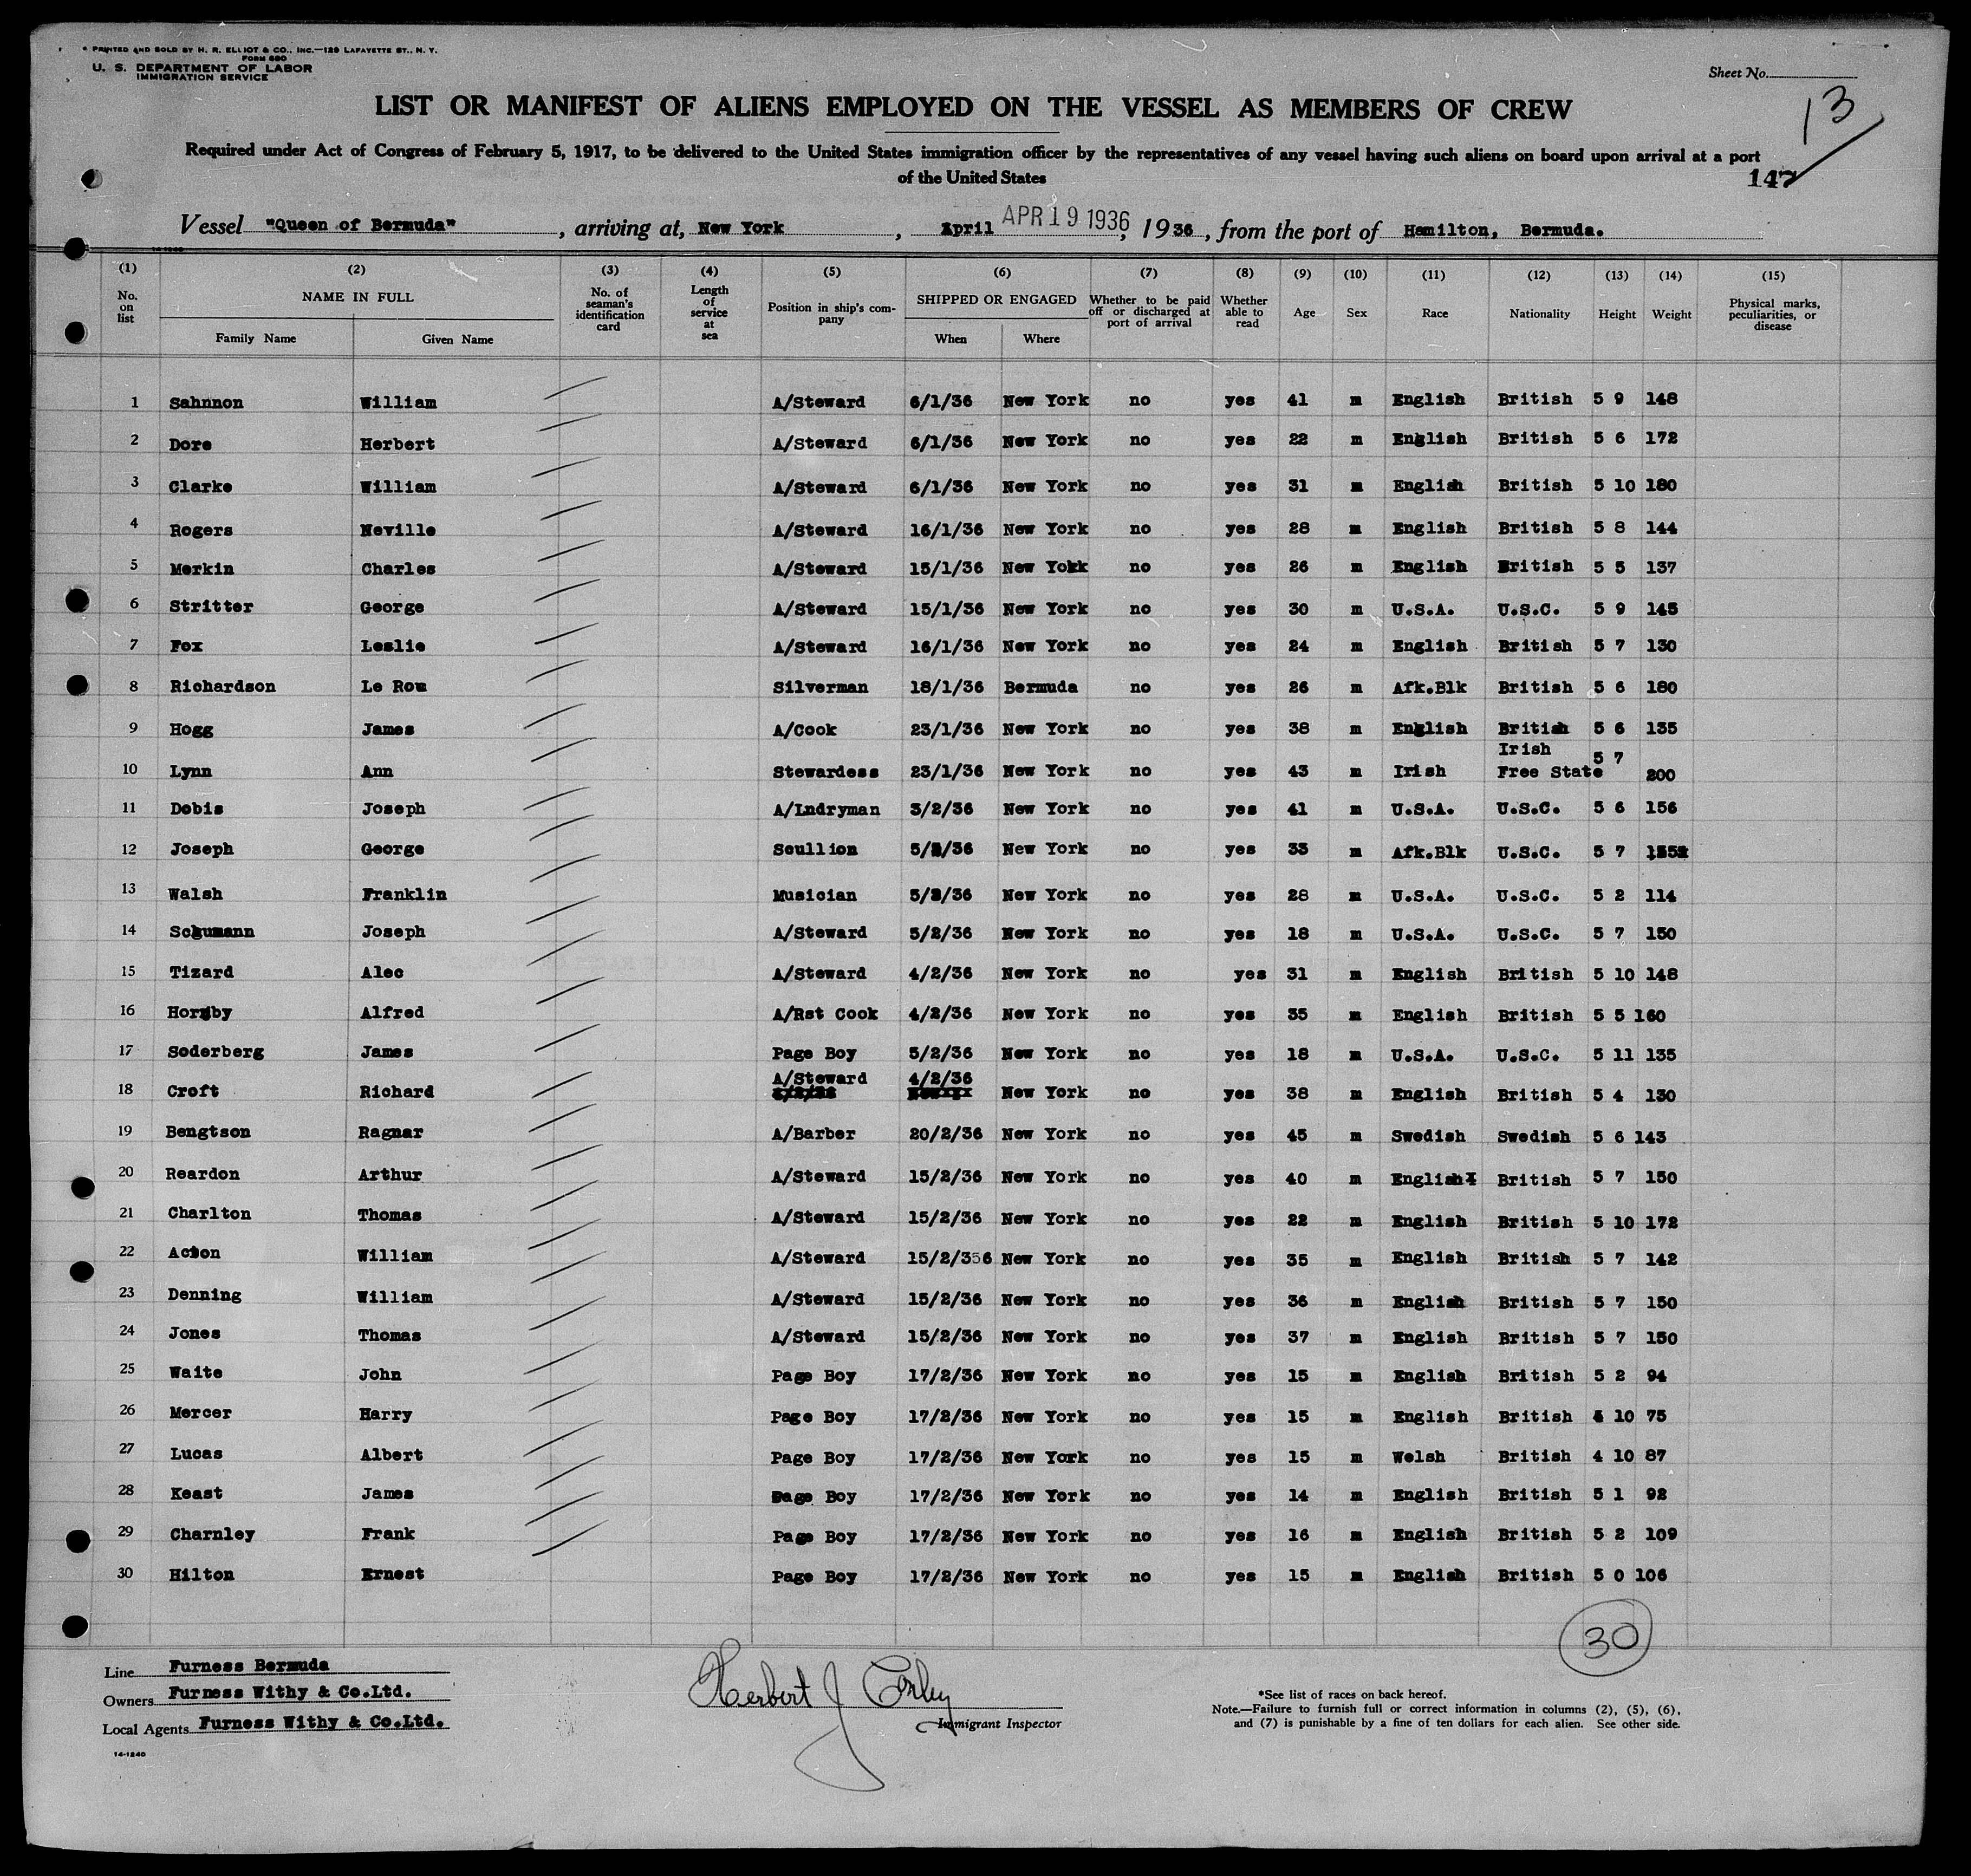 * PRINTED AND SOLD BY H. R. ELLIOT & CO., INC.—129 LAFAYETTE ST., N. Y.
FORM 680
U. S. DEPARTMENT OF LABOR
IMMIGRATION SERVICE
Sheet No.
13
LIST OR MANIFEST OF ALIENS EMPLOYED ON THE VESSEL AS MEMBERS OF CREW
Required under Act of Congress of February 5, 1917, to be delivered to the United States immigration officer by the representatives of any vessel having such aliens on board upon arrival at a port
of the United States
147
Vessel "Queen of Bermuda", arriving at, New York, April APR 19 1936, 1936, from the port of Hamilton, Bermuda.
14-1240
(1) (2) (3) (4) (5) (6) (7) (8) (9) (10) (11) (12) (13) (14) (15)
No. on list NAME IN FULL No. of seaman's identification card Length of service at sea Position in ship's company SHIPPED OR ENGAGED Whether to be paid off or discharged at port of arrival Whether able to read Age Sex Race Nationality Height Weight Physical marks, peculiarities, or disease
Family Name Given Name When Where
1 Sahnnon William A/Steward 6/1/36 New York no yes 41 m English British 5 9 148
2 Dore Herbert A/Steward 6/1/36 New York no yes 22 m English British 5 6 172
3 Clarke William A/Steward 6/1/36 New York no yes 31 m English British 5 10 180
4 Rogers Neville A/Steward 16/1/36 New York no yes 28 m English British 5 8 144
5 Merkin Charles A/Steward 15/1/36 New York no yes 26 m English British 5 5 137
6 Stritter George A/Steward 15/1/36 New York no yes 30 m U.S.A. U.S.C. 5 9 145
7 Fox Leslie A/Steward 16/1/36 New York no yes 24 m English British 5 7 130
8 Richardson Le Rou Silverman 18/1/36 Bermuda no yes 26 m Afk.Blk British 5 6 180
9 Hogg James A/Cook 23/1/36 New York no yes 38 m English British 5 6 135
10 Lynn Ann Stewardess 23/1/36 New York no yes 43 m Irish Irish Free State 5 7 200
11 Dobis Joseph A/Lndryman 3/2/36 New York no yes 41 m U.S.A. U.S.C. 5 6 156
12 Joseph George Scullion 5/2/36 New York no yes 33 m Afk.Blk U.S.C. 5 7
13 Walsh Franklin Musician 5/2/36 New York no yes 28 m U.S.A. U.S.C. 5 2 114
14 Schumann Joseph A/Steward 5/2/36 New York no yes 18 m U.S.A. U.S.C. 5 7 150
15 Tizard Alec A/Steward 4/2/36 New York no yes 31 m English British 5 10 148
16 Hornby Alfred A/Rst Cook 4/2/36 New York no yes 35 m English British 5 5 160
17 Soderberg James Page Boy 5/2/36 New York no yes 18 m U.S.A. U.S.C. 5 11 135
18 Croft Richard A/Steward 4/2/36 New York no yes 38 m English British 5 4 130
19 Bengtson Ragnar A/Barber 20/2/36 New York no yes 45 m Swedish Swedish 5 6 143
20 Reardon Arthur A/Steward 15/2/36 New York no yes 40 m English British 5 7 150
21 Charlton Thomas A/Steward 15/2/36 New York no yes 22 m English British 5 10 172
22 Acton William A/Steward 15/2/356 New York no yes 35 m English British 5 7 142
23 Denning William A/Steward 15/2/36 New York no yes 36 m English British 5 7 150
24 Jones Thomas A/Steward 15/2/36 New York no yes 37 m English British 5 7 150
25 Waite John Page Boy 17/2/36 New York no yes 15 m English British 5 2 94
26 Mercer Harry Page Boy 17/2/36 New York no yes 15 m English British 4 10 75
27 Lucas Albert Page Boy 17/2/36 New York no yes 15 m Welsh British 4 10 87
28 Keast James Page Boy 17/2/36 New York no yes 14 m English British 5 1 92
29 Charnley Frank Page Boy 17/2/36 New York no yes 16 m English British 5 2 109
30 Hilton Ernest Page Boy 17/2/36 New York no yes 15 m English British 5 0 106
30
Line Furness Bermuda
Owners Furness Withy & Co.Ltd.
Local Agents Furness Withy & Co.Ltd.
14-1240
Herbert J
Immigrant Inspector
*See list of races on back hereof.
Note.—Failure to furnish full or correct information in columns (2), (5), (6),
and (7) is punishable by a fine of ten dollars for each alien. See other side.